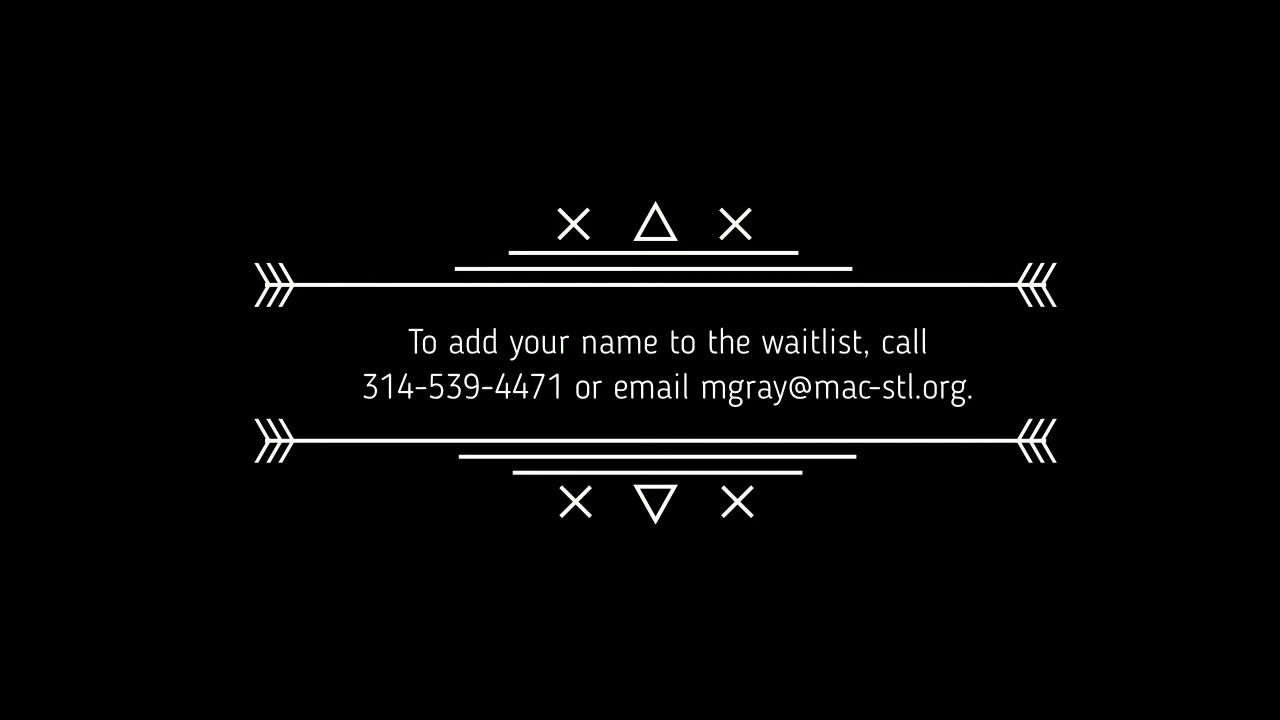 To add your name to the waitlist, call
314-539-4471 or email mgray@mac-stl.org.